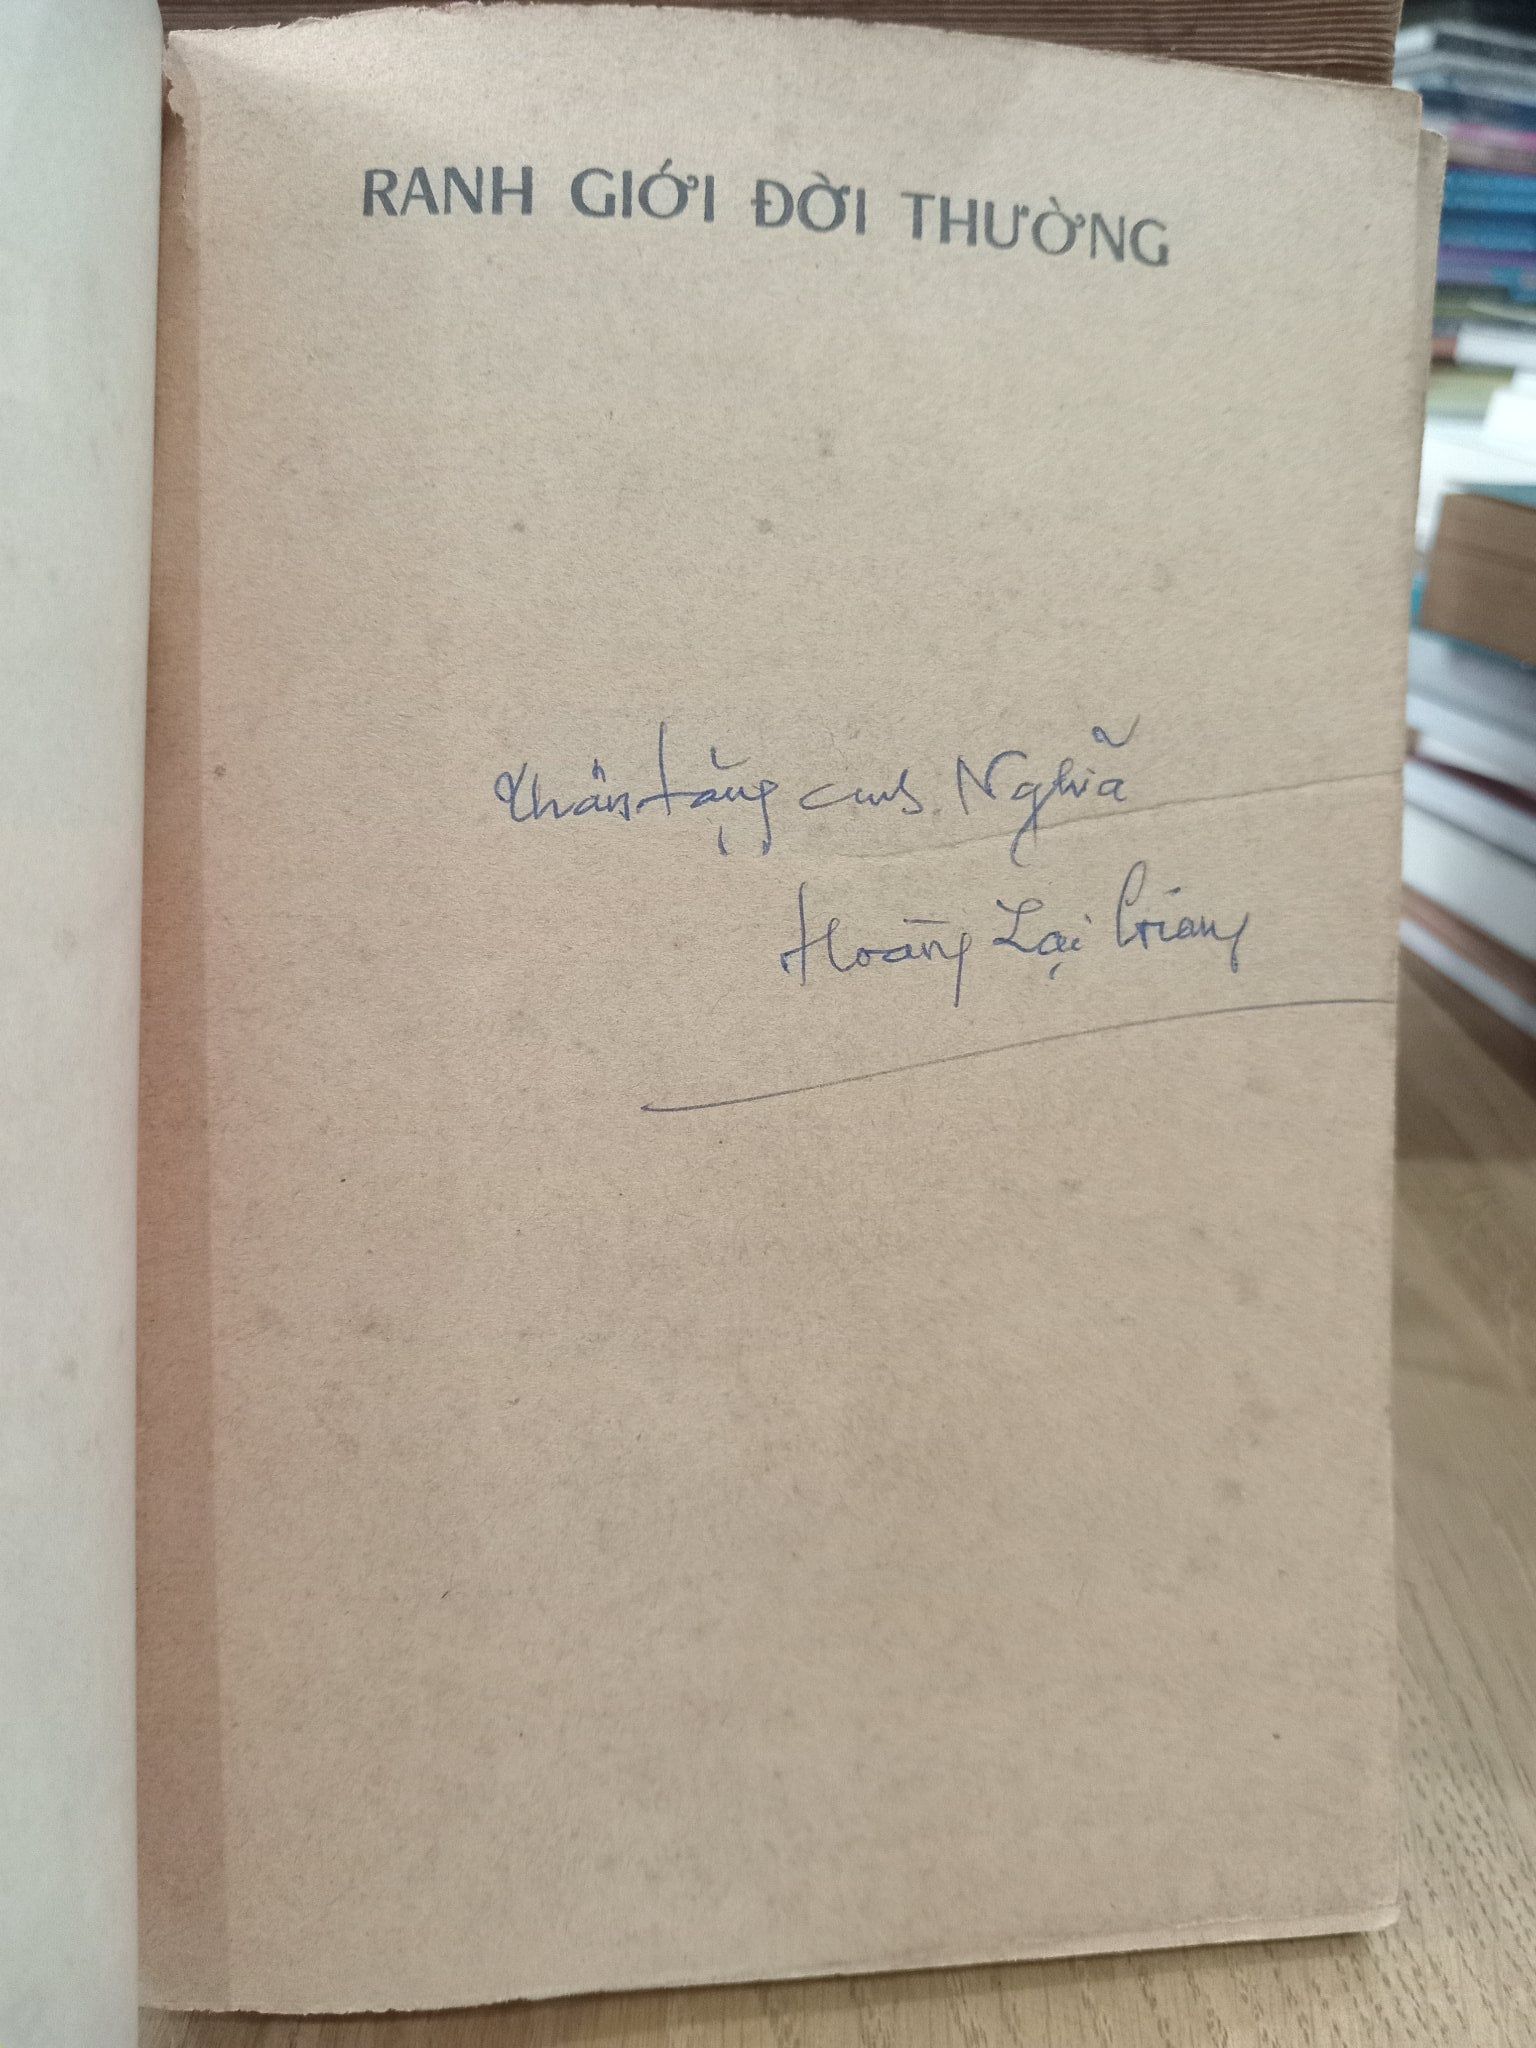 RANH GIỚI ĐỜI THƯỜNG
Thân tặng anh Nghĩa
Hoàng Lại Giang